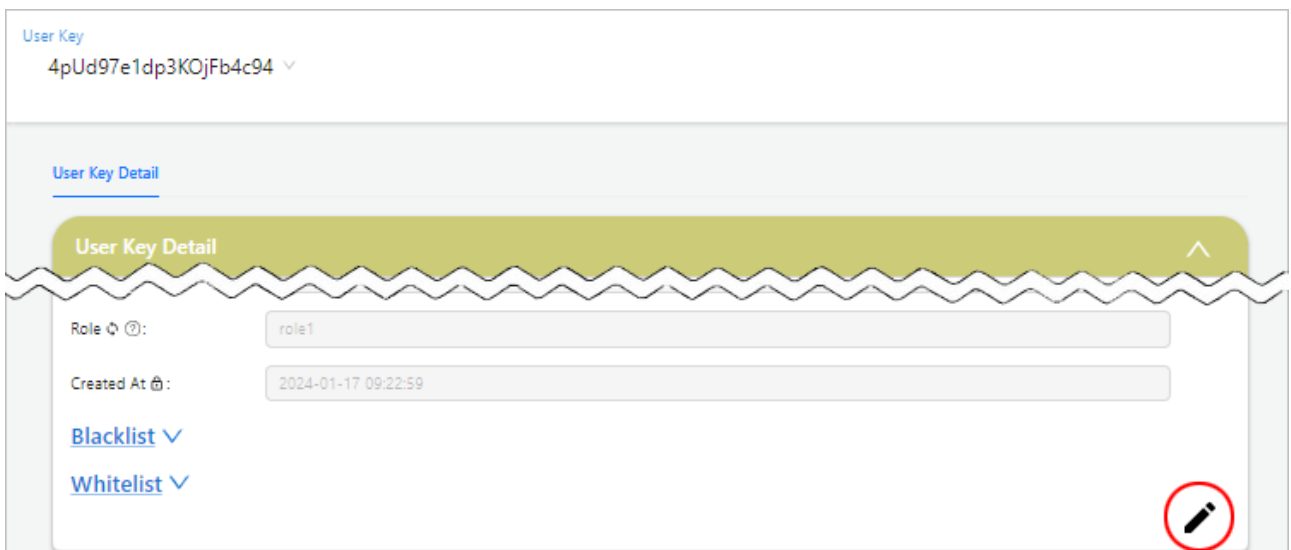 User Key
4pUd97e1dp3KOjFb4c94
User Key Detail
User Key Detail
Role :
role1
Created At :
2024-01-17 09:22:59
Blacklist
Whitelist